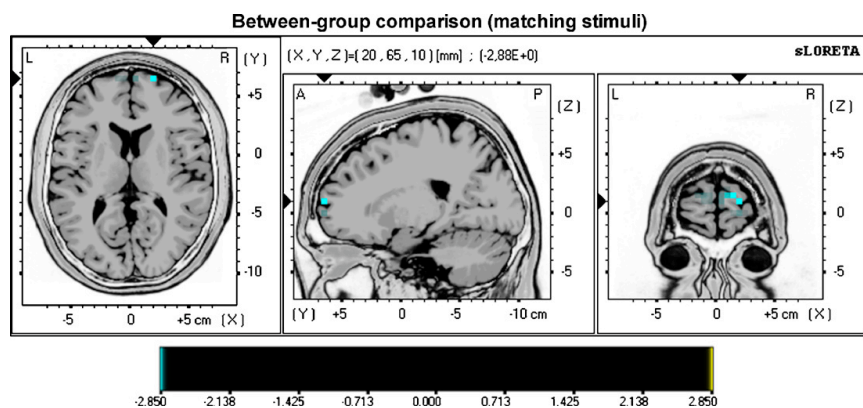 Between-group comparison (matching stimuli)
L R (Y) (X,Y,Z)=(20,65,10) [mm] ; (-2,88E+0) sLORETA
A P (Z) L R (Z)
+5 +5 +5
0 0 0
-5 -5 -5
-10
-5 0 +5 cm (X) (Y) +5 0 -5 -10 cm -5 0 +5 cm (X)
-2.850 -2.138 -1.425 -0.713 0.000 0.713 1.425 2.138 2.850